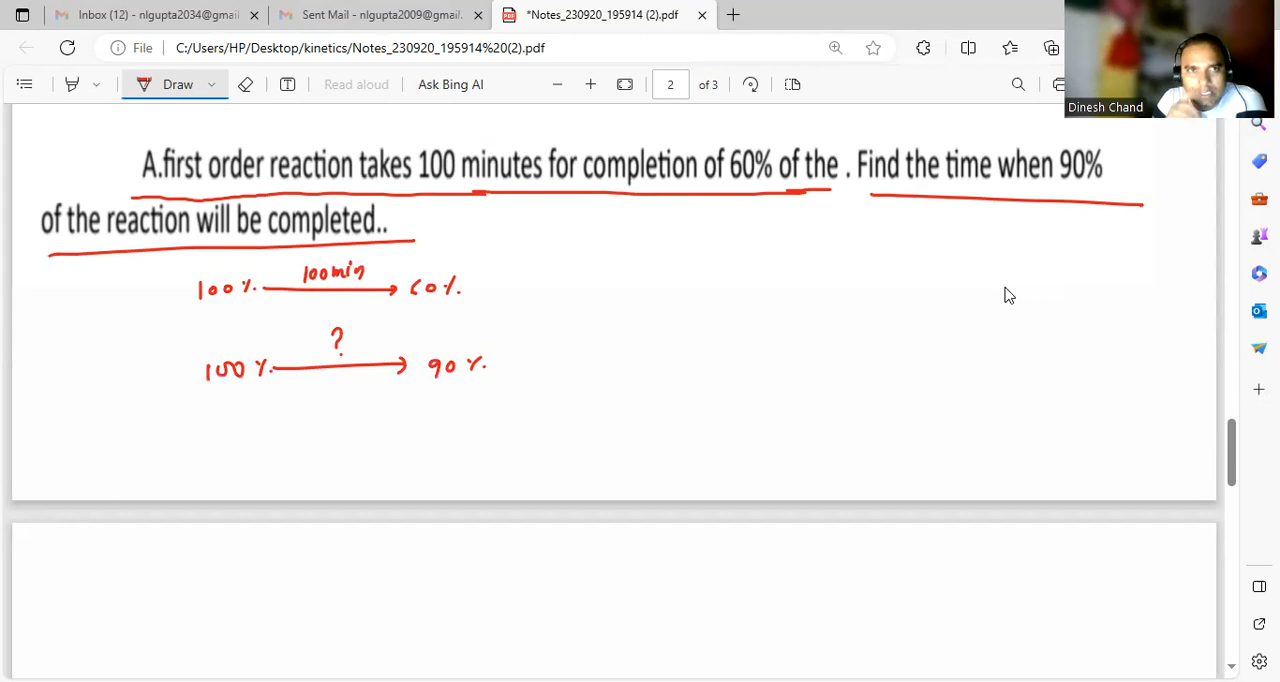 Inbox (12) - nlgupta2034@gmai
Sent Mail - nlgupta2009@gmail.
*Notes_230920_195914 (2).pdf
File C:/Users/HP/Desktop/kinetics/Notes_230920_195914%20(2).pdf
Draw
Read aloud
Ask Bing AI
2 of 3
Dinesh Chand
A.first order reaction takes 100 minutes for completion of 60% of the . Find the time when 90%
of the reaction will be completed..
100 min
100% 60%.
?
100% 90%.